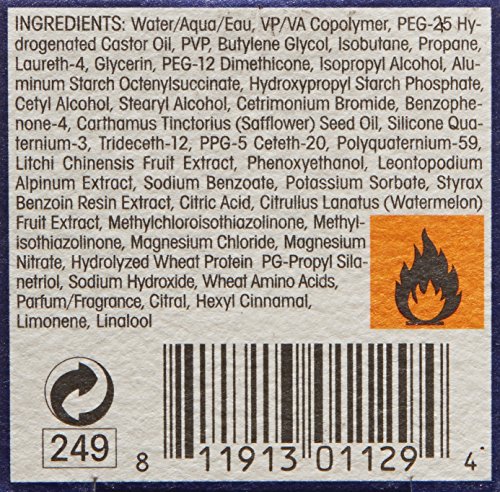 INGREDIENTS: Water/Aqua/Eau, VP/VA Copolymer, PEG-25 Hy-
drogenated Castor Oil, PVP, Butylene Glycol, Isobutane, Propane,
Laureth-4, Glycerin, PEG-12 Dimethicone, Isopropyl Alcohol, Alu-
minum Starch Octenylsuccinate, Hydroxypropyl Starch Phosphate,
Cetyl Alcohol, Stearyl Alcohol, Cetrimonium Bromide, Benzophe-
none-4, Carthamus Tinctorius (Safflower) Seed Oil, Silicone Qua-
ternium-3, Trideceth-12, PPG-5 Ceteth-20, Polyquaternium-59,
Litchi Chinensis Fruit Extract, Phenoxyethanol, Leontopodium
Alpinum Extract, Sodium Benzoate, Potassium Sorbate, Styrax
Benzoin Resin Extract, Citric Acid, Citrullus Lanatus (Watermelon)
Fruit Extract, Methylchloroisothiazolinone, Methyl-
isothiazolinone, Magnesium Chloride, Magnesium
Nitrate, Hydrolyzed Wheat Protein PG-Propyl Sila-
netriol, Sodium Hydroxide, Wheat Amino Acids,
Parfum/Fragrance, Citral, Hexyl Cinnamal,
Limonene, Linalool
249
8 11913 01129 4